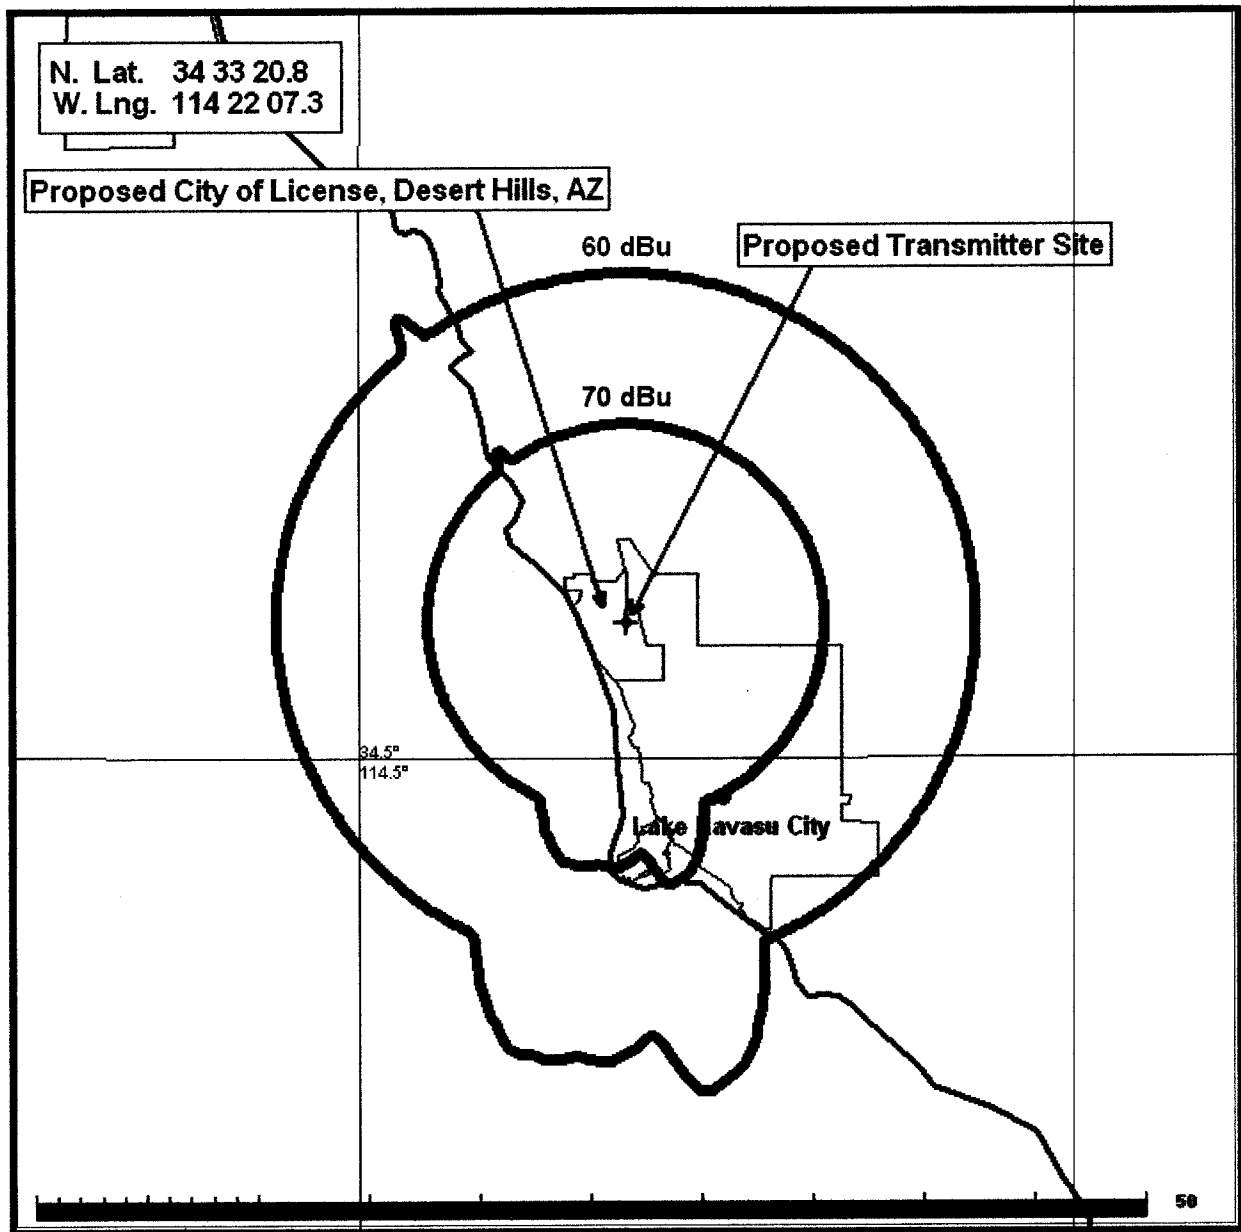 N. Lat. 34 33 20.8
W. Lng. 114 22 07.3
Proposed City of License, Desert Hills, AZ
60 dBu
Proposed Transmitter Site
70 dBu
34.5°
114.5°
Lake Havasu City
50